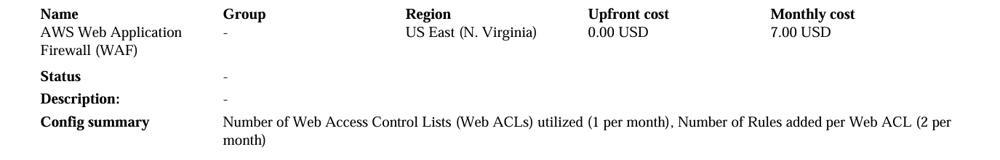 Name Group Region Upfront cost Monthly cost
AWS Web Application - US East (N. Virginia) 0.00 USD 7.00 USD
Firewall (WAF)
Status -
Description: -
Config summary Number of Web Access Control Lists (Web ACLs) utilized (1 per month), Number of Rules added per Web ACL (2 per
month)